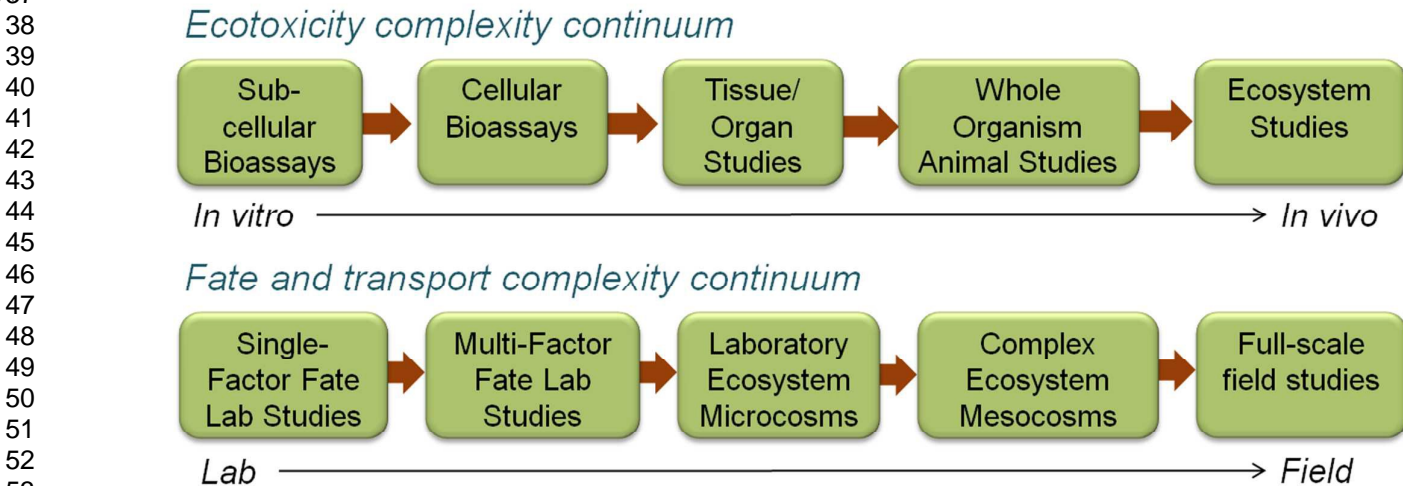 38
39
40
41
42
43
44
45
46
47
48
49
50
51
52
Ecotoxicity complexity continuum
Sub-
cellular
Bioassays
Cellular
Bioassays
Tissue/
Organ
Studies
Whole
Organism
Animal Studies
Ecosystem
Studies
In vitro
In vivo
Fate and transport complexity continuum
Single-
Factor Fate
Lab Studies
Multi-Factor
Fate Lab
Studies
Laboratory
Ecosystem
Microcosms
Complex
Ecosystem
Mesocosms
Full-scale
field studies
Lab
Field